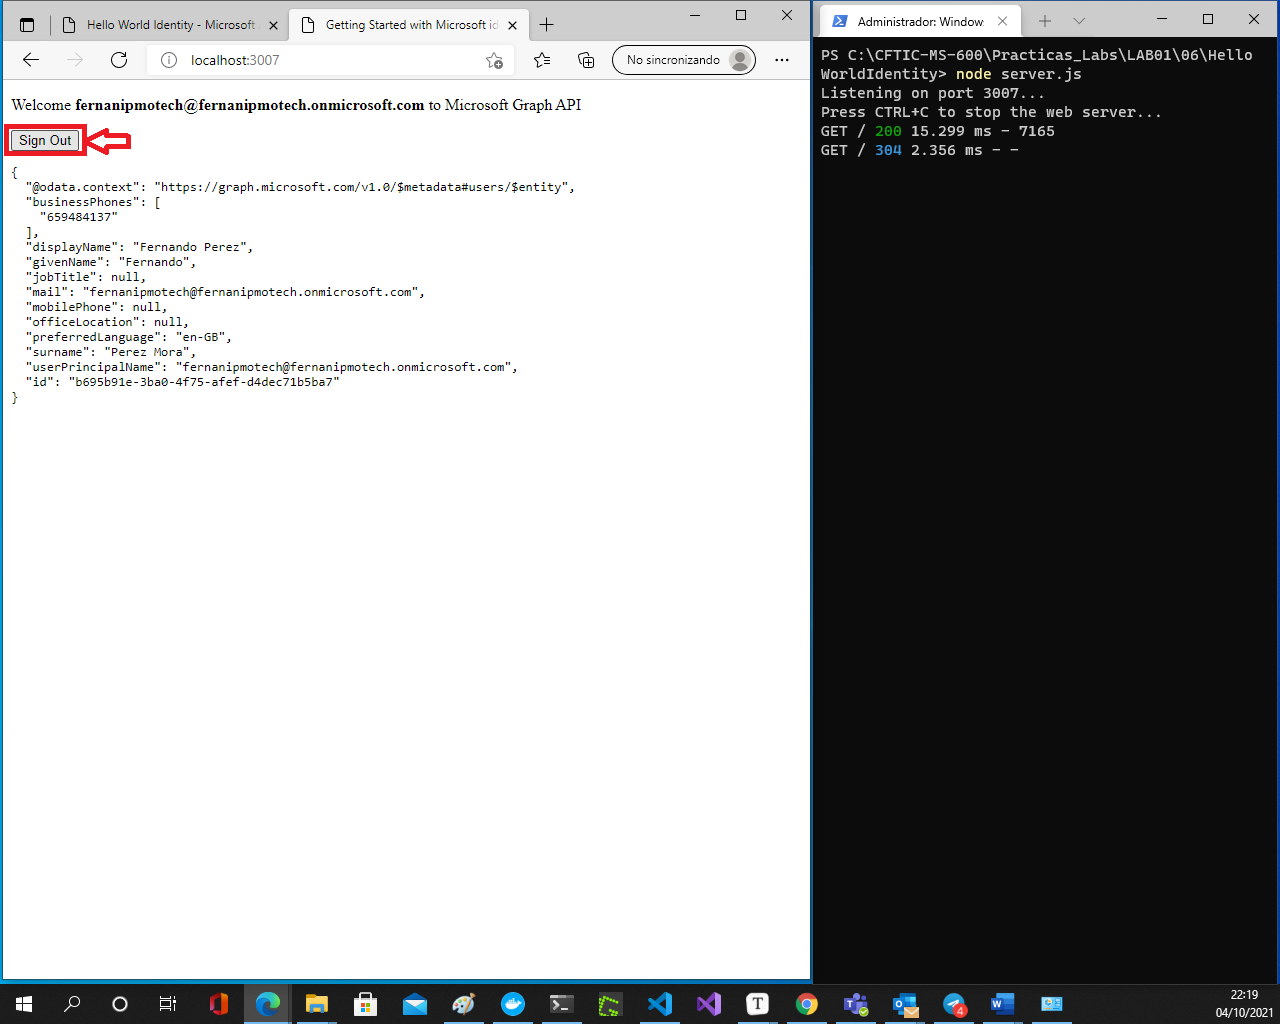 Hello World Identity - Microsoft
Getting Started with Microsoft id
localhost:3007
No sincronizando
Welcome fernanipmotech@fernanipmotech.onmicrosoft.com to Microsoft Graph API
Sign Out
{
"@odata.context": "https://graph.microsoft.com/v1.0/$metadata#users/$entity",
"businessPhones": [
"659484137"
],
"displayName": "Fernando Perez",
"givenName": "Fernando",
"jobTitle": null,
"mail": "fernanipmotech@fernanipmotech.onmicrosoft.com",
"mobilePhone": null,
"officeLocation": null,
"preferredLanguage": "en-GB",
"surname": "Perez Mora",
"userPrincipalName": "fernanipmotech@fernanipmotech.onmicrosoft.com",
"id": "b695b91e-3ba0-4f75-afef-d4dec71b5ba7"
}
Administrador: Window
PS C:\CFTIC-MS-600\Practicas_Labs\LAB01\06\Hello
WorldIdentity> node server.js
Listening on port 3007...
Press CTRL+C to stop the web server...
GET / 200 15.299 ms - 7165
GET / 304 2.356 ms - -
T
4
22:19
04/10/2021